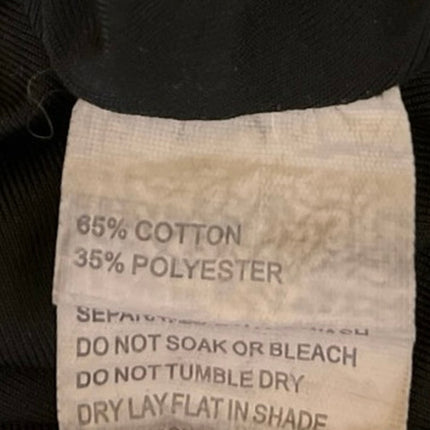 65% COTTON
35% POLYESTER
DO NOT SOAK OR BLEACH
DO NOT TUMBLE DRY
DRY LAY FLAT IN SHADE